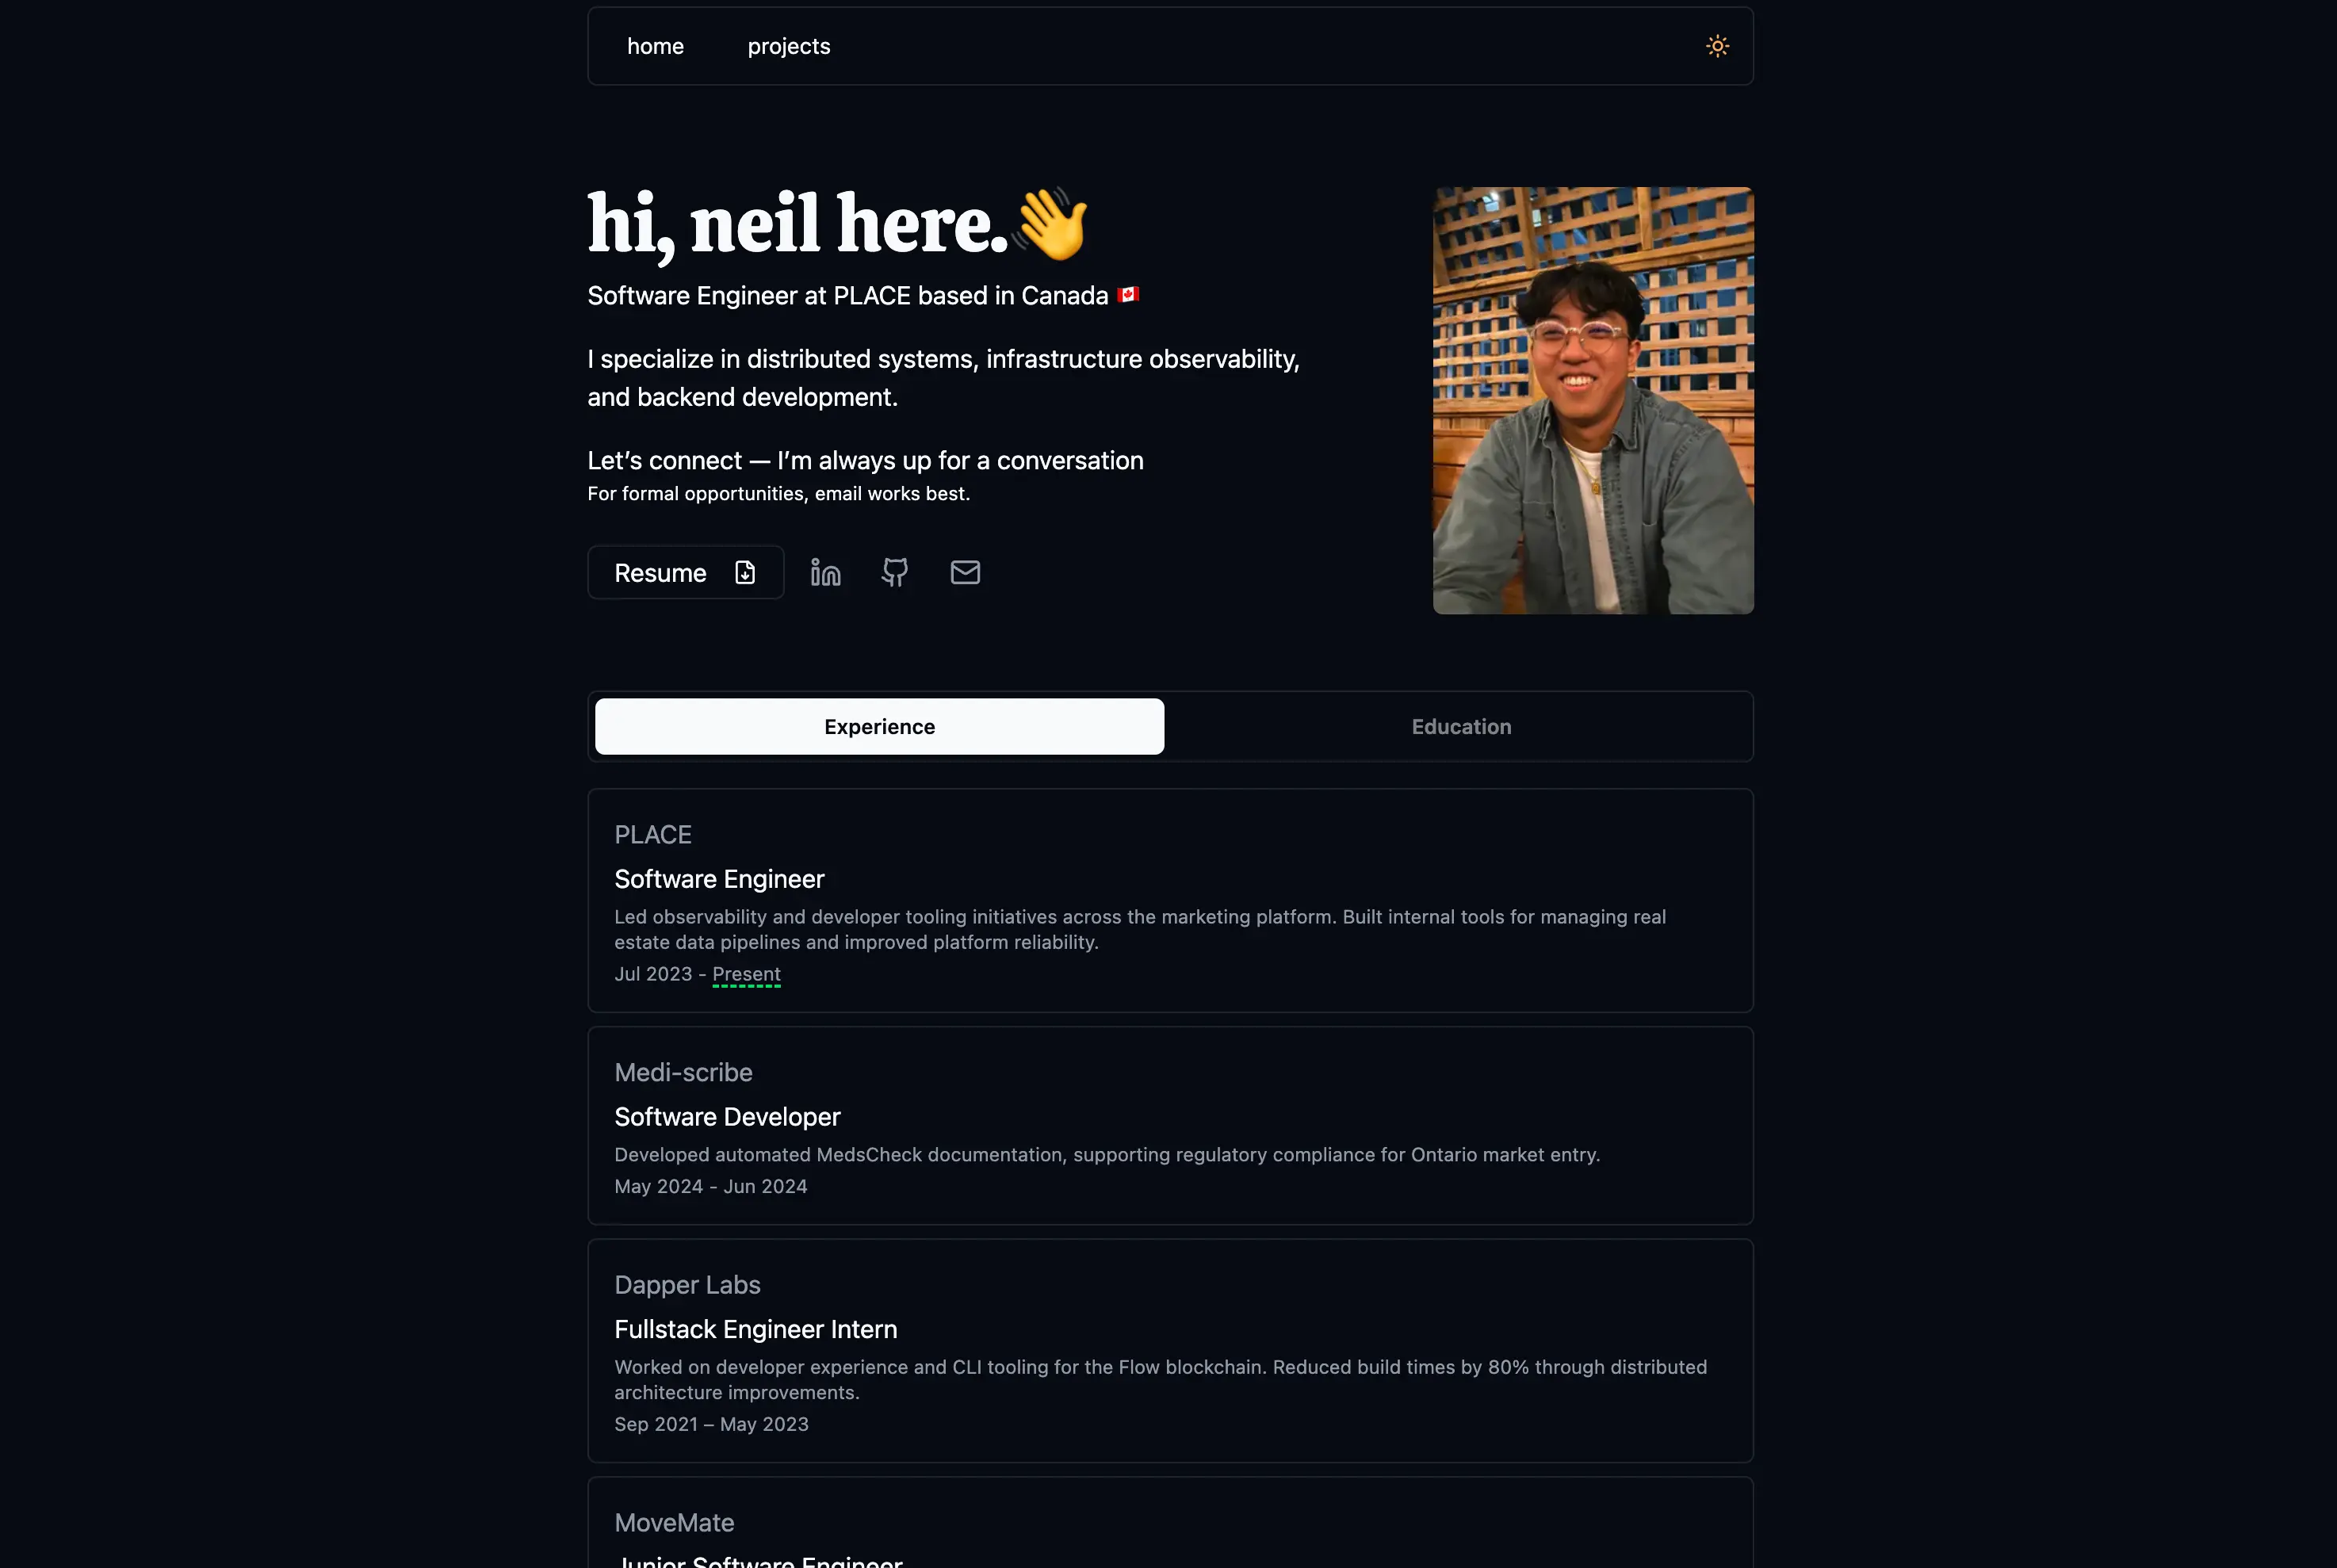 home
projects
hi, neil here.👋
Software Engineer at PLACE based in Canada 🇨🇦
I specialize in distributed systems, infrastructure observability,
and backend development.
Let’s connect — I’m always up for a conversation
For formal opportunities, email works best.
Resume
Experience
Education
PLACE
Software Engineer
Led observability and developer tooling initiatives across the marketing platform. Built internal tools for managing real
estate data pipelines and improved platform reliability.
Jul 2023 - Present
Medi-scribe
Software Developer
Developed automated MedsCheck documentation, supporting regulatory compliance for Ontario market entry.
May 2024 - Jun 2024
Dapper Labs
Fullstack Engineer Intern
Worked on developer experience and CLI tooling for the Flow blockchain. Reduced build times by 80% through distributed
architecture improvements.
Sep 2021 – May 2023
MoveMate
Junior Software Engineer